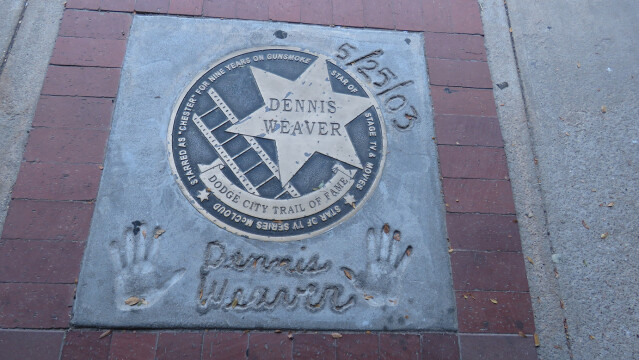 5/25/03
STARRED AS "CHESTER" FOR NINE YEARS ON GUNSMOKE
STAR OF STAGE TV & MOVIES
DENNIS
WEAVER
DODGE CITY TRAIL OF FAME
STAR OF TV SERIES McCLOUD
Dennis
Weaver